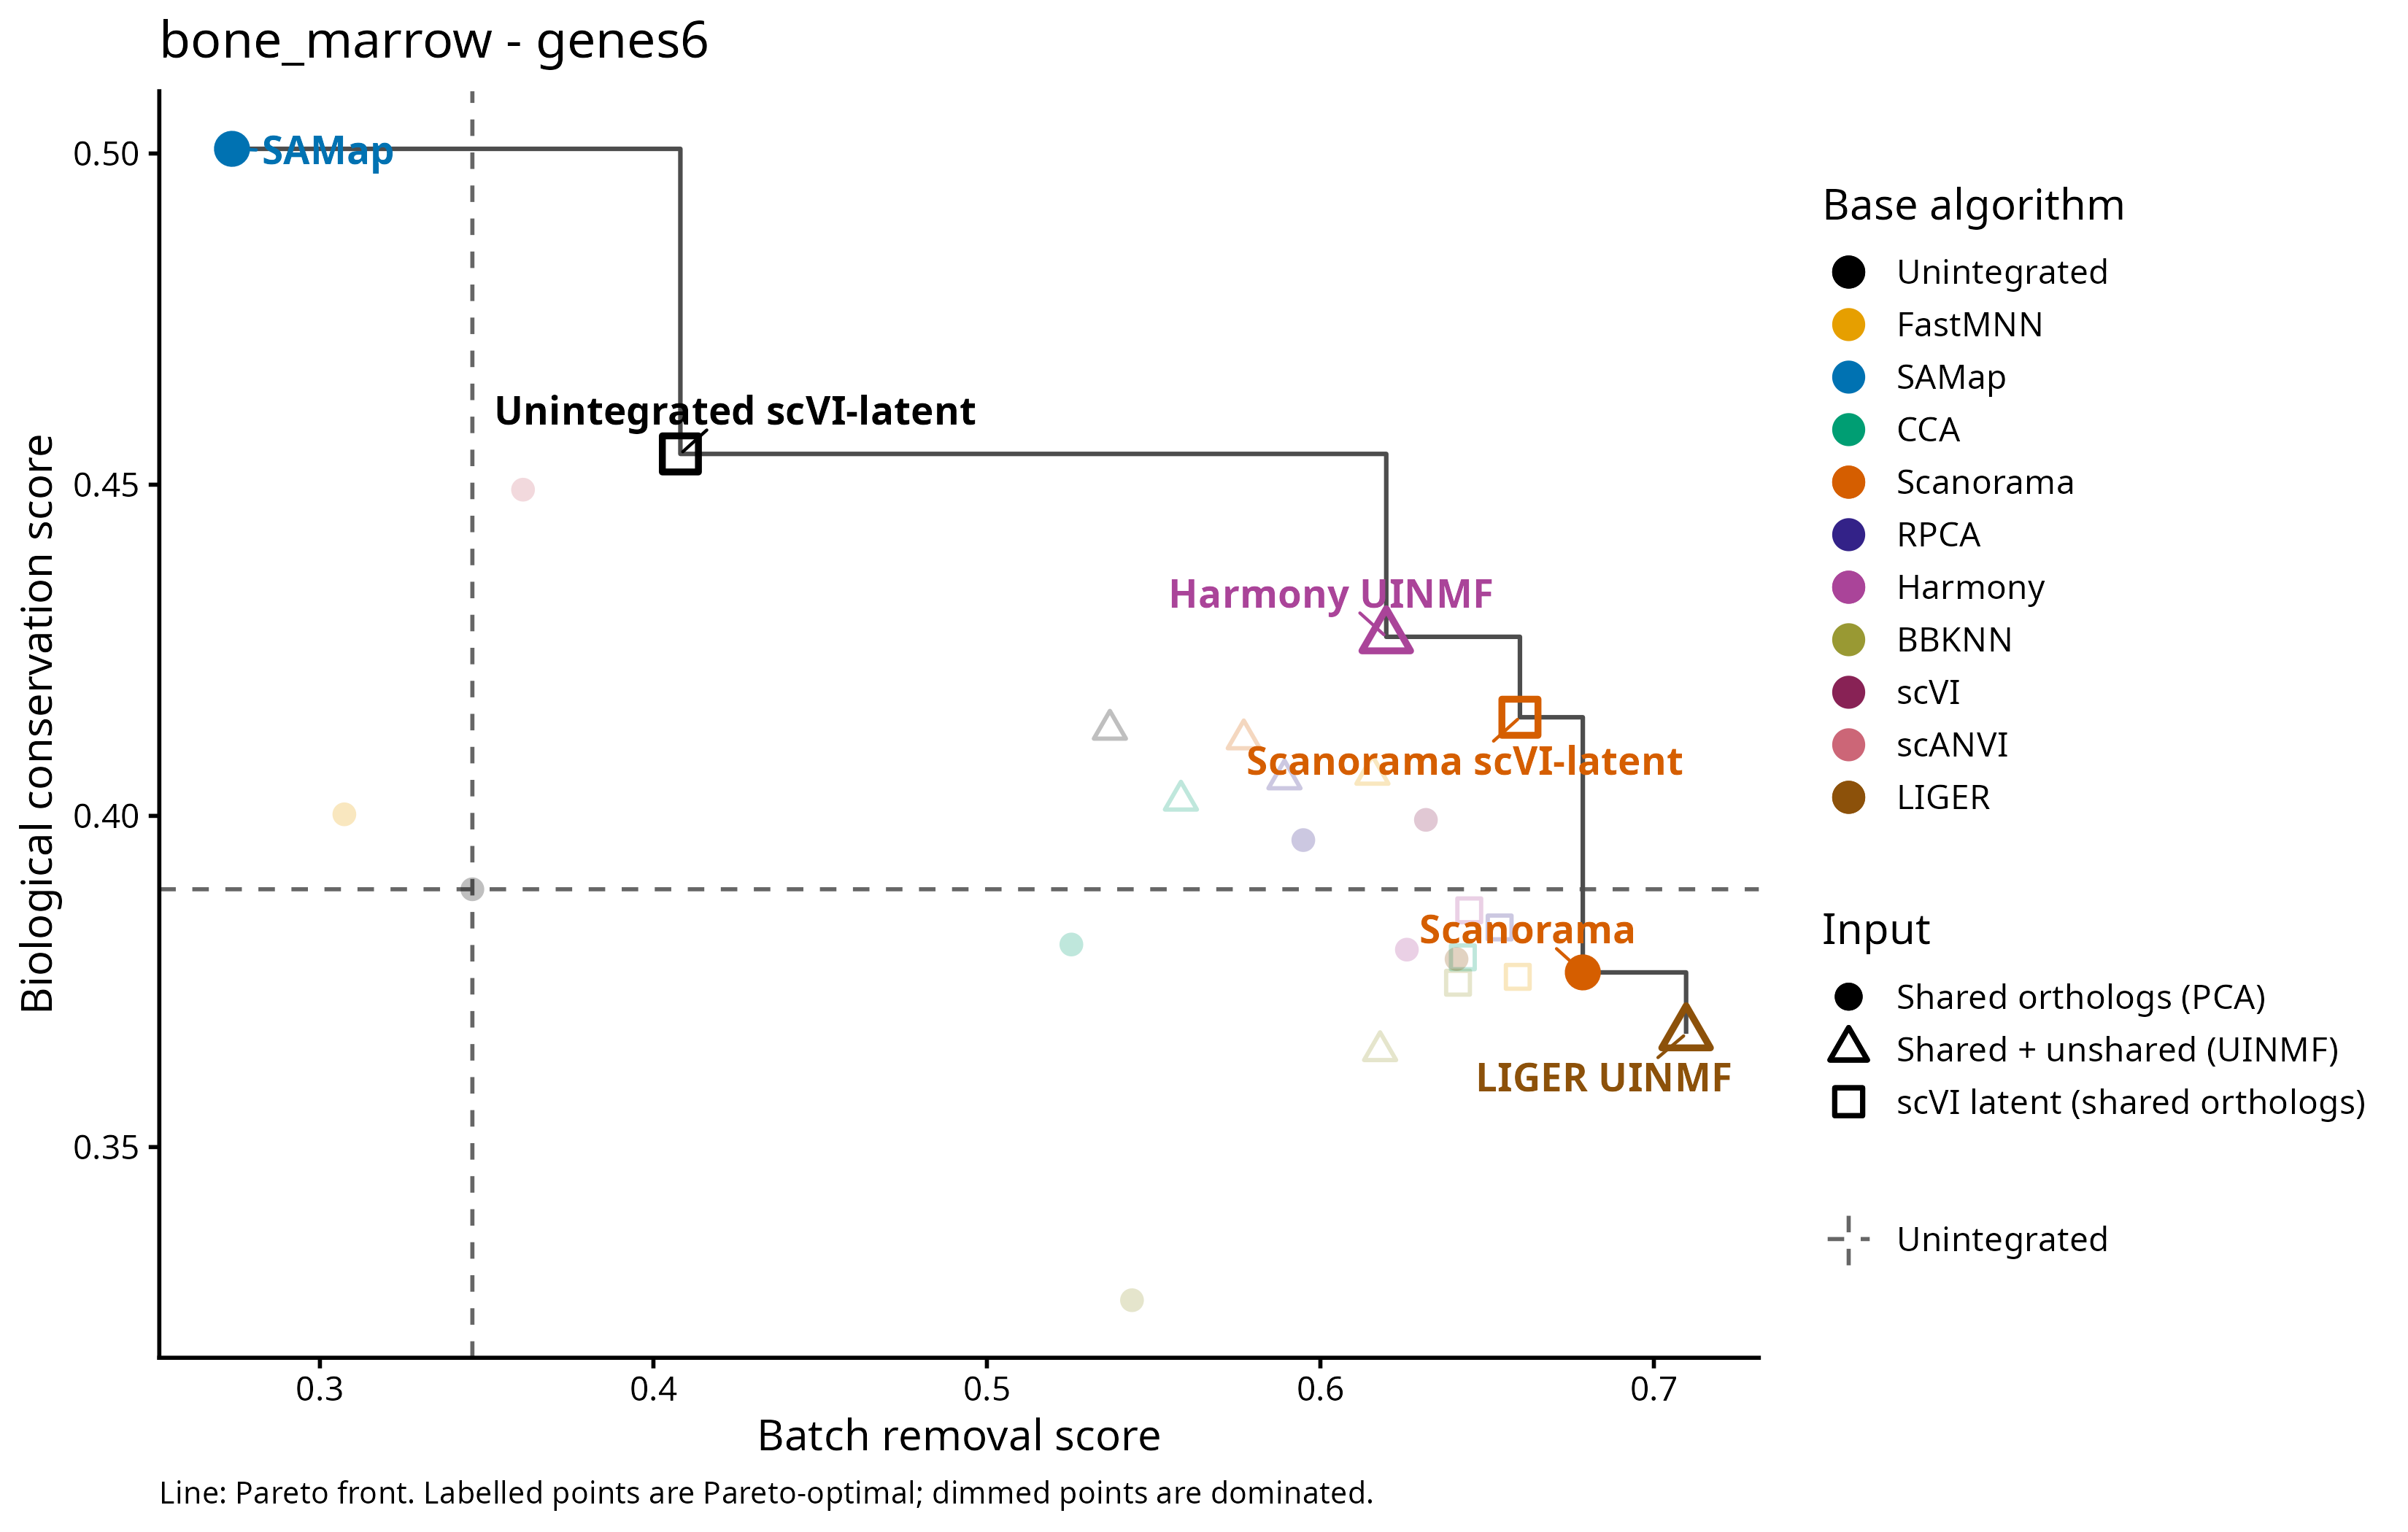 bone_marrow - genes6
Biological conservation score
0.50
0.45
0.40
0.35
SAMap
Unintegrated scVI-latent
Harmony UINMF
Scanorama scVI-latent
Scanorama
LIGER UINMF
0.3
0.4
0.5
0.6
0.7
Batch removal score
Line: Pareto front. Labelled points are Pareto-optimal; dimmed points are dominated.
Base algorithm
Unintegrated
FastMNN
SAMap
CCA
Scanorama
RPCA
Harmony
BBKNN
scVI
scANVI
LIGER
Input
Shared orthologs (PCA)
Shared + unshared (UINMF)
scVI latent (shared orthologs)
Unintegrated